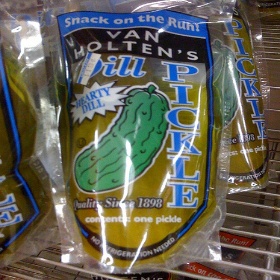 Snack on the Run!
VAN
HOLTEN'S
Dill
PICKLE
HEARTY
DILL
Quality Since 1898
contents: one pickle
NO REFRIGERATION NEEDED